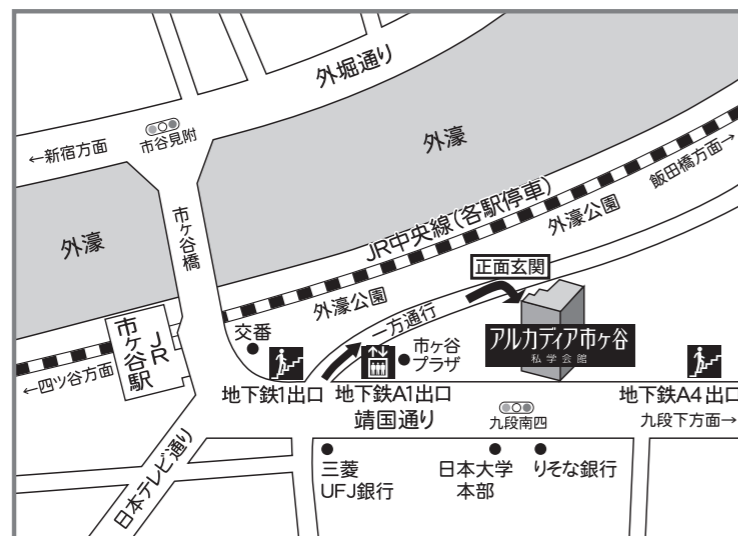 外堀通り
←新宿方面
市谷見附
外濠
飯田橋方面→
外濠
市ヶ谷橋
JR中央線(各駅停車)
外濠公園
正面玄関
外濠公園
一方通行
JR
市ヶ谷駅
交番
市ヶ谷
プラザ
アルカディア市ヶ谷
私学会館
←四ツ谷方面
地下鉄1出口
地下鉄A1出口
地下鉄A4出口
靖国通り
九段南四
九段下方面→
日本テレビ通り
三菱
UFJ銀行
日本大学
本部
りそな銀行